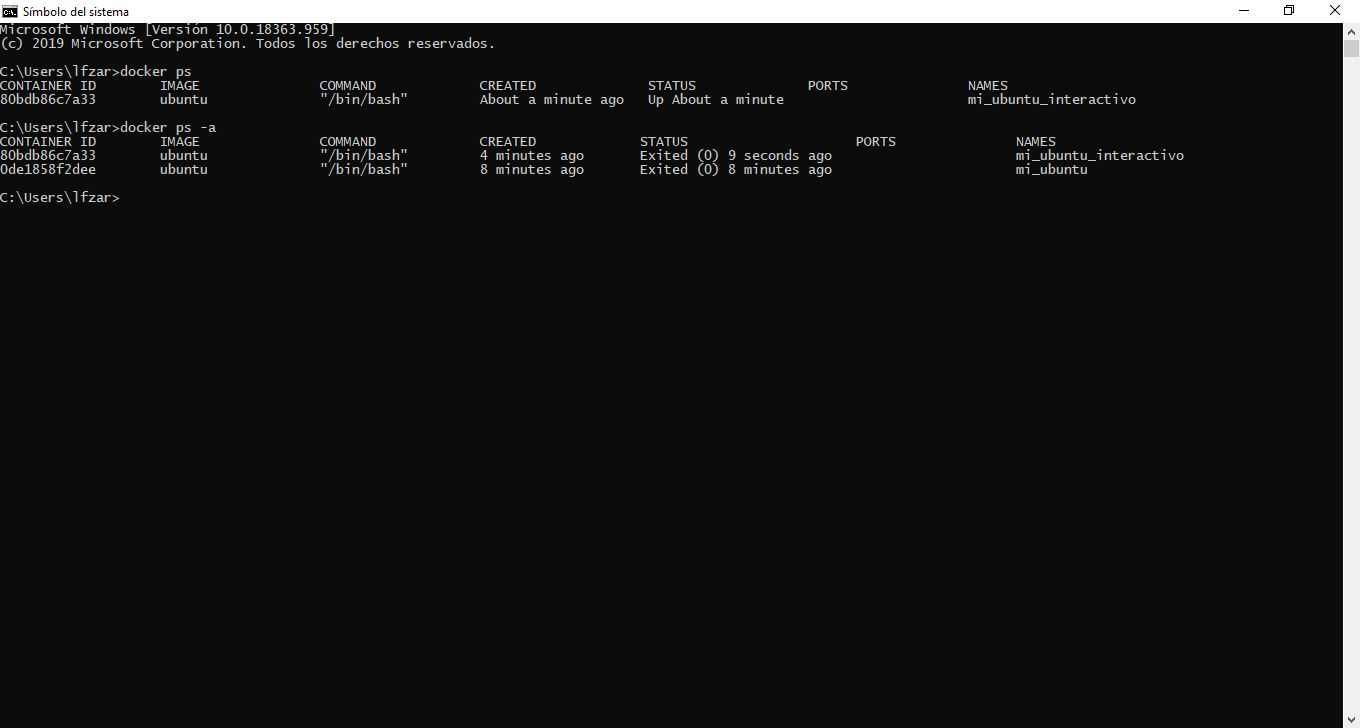 Símbolo del sistema
Microsoft Windows [Versión 10.0.18363.959]
(c) 2019 Microsoft Corporation. Todos los derechos reservados.
C:\Users\lfzar>docker ps
CONTAINER ID        IMAGE               COMMAND             CREATED              STATUS              PORTS               NAMES
80bdb86c7a33        ubuntu              "/bin/bash"         About a minute ago   Up About a minute                       mi_ubuntu_interactivo
C:\Users\lfzar>docker ps -a
CONTAINER ID        IMAGE               COMMAND             CREATED             STATUS                     PORTS               NAMES
80bdb86c7a33        ubuntu              "/bin/bash"         4 minutes ago       Exited (0) 9 seconds ago                       mi_ubuntu_interactivo
0de1858f2dee        ubuntu              "/bin/bash"         8 minutes ago       Exited (0) 8 minutes ago                       mi_ubuntu
C:\Users\lfzar>